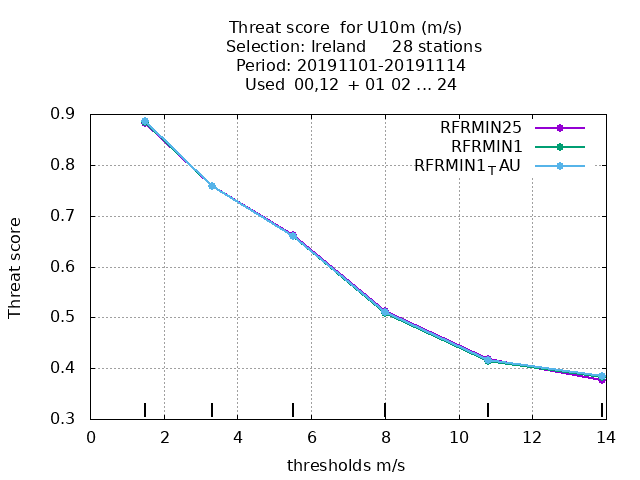 Threat score  for U10m (m/s)
Selection: Ireland     28 stations
Period: 20191101-20191114
Used  00,12  + 01 02 ... 24
RFRMIN25
RFRMIN1
RFRMIN1TAU
0.9
0.8
0.7
0.6
0.5
0.4
0.3
Threat score
0 2 4 6 8 10 12 14
thresholds m/s